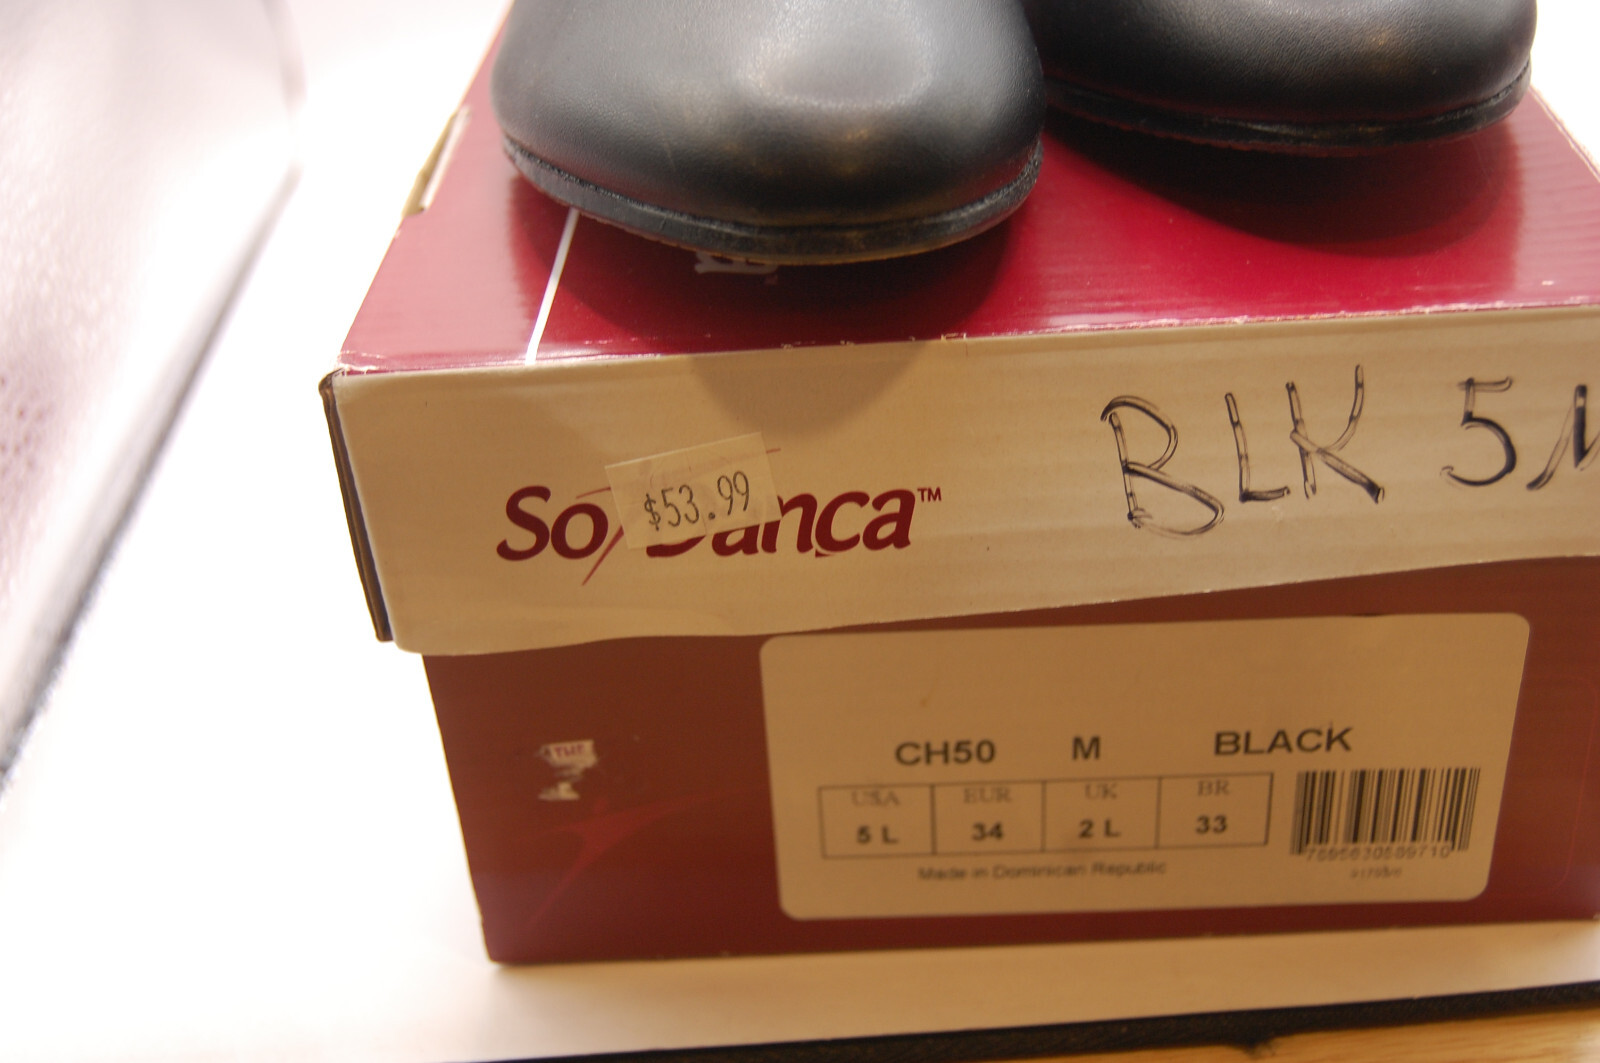 $53.99
So Danca™
BLK 5M
CH50 M BLACK
USA EUR UK BR
5 L 34 2 L 33
Made in Dominican Republic
THE